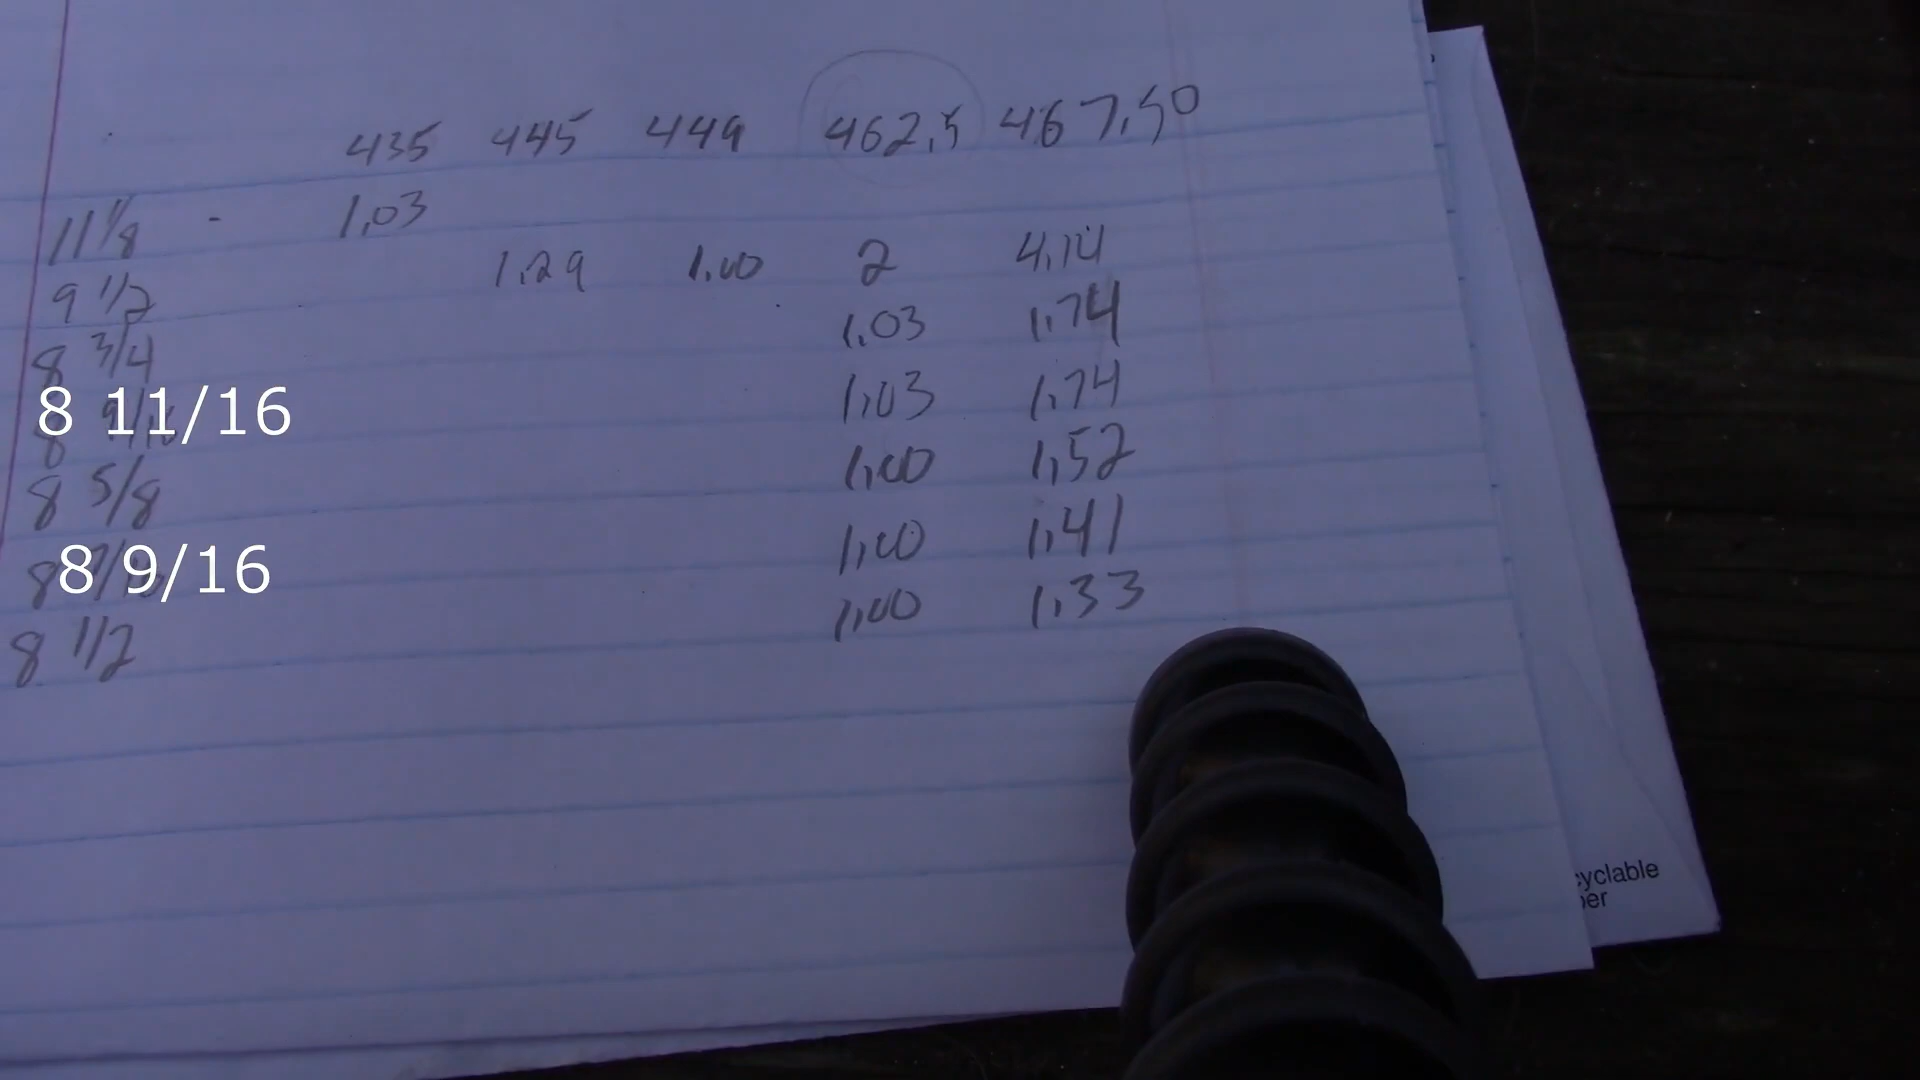 435 445 449 462.5 467.50
11 1/8 - 1.03
9 1/2 1.29 1.00 2 4.14
8 3/4 1.03 1.74
8 11/16 1.03 1.74
8 5/8 1.00 1.52
8 9/16 1.00 1.41
8 1/2 1.00 1.33
cyclable
per